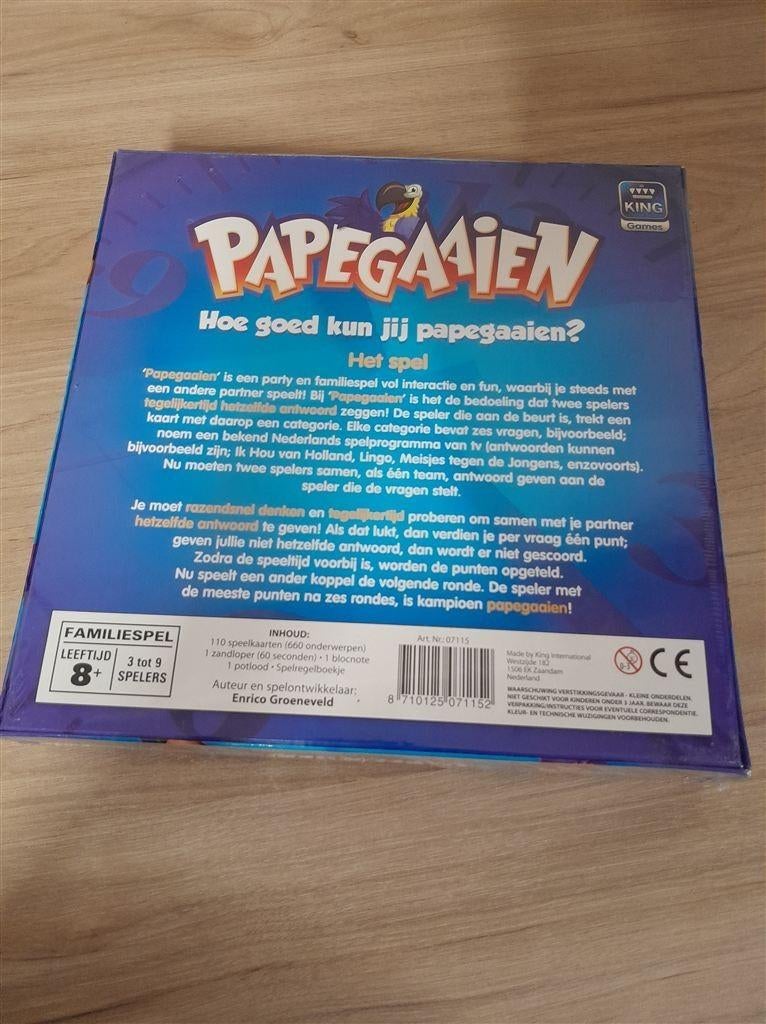 PAPEGAAIEN
KING
Games
Hoe goed kun jij papegaaien?
Het spel
'Papegaaien' is een party en familiespel vol interactie en fun, waarbij je steeds met
een andere partner speelt! Bij 'Papegaaien' is het de bedoeling dat twee spelers
tegelijkertijd hetzelfde antwoord zeggen! De speler die aan de beurt is, trekt een
kaart met daarop een categorie. Elke categorie bevat zes vragen, bijvoorbeeld;
noem een bekend Nederlands spelprogramma van tv (antwoorden kunnen
bijvoorbeeld zijn; Ik Hou van Holland, Lingo, Meisjes tegen de Jongens, enzovoorts).
Nu moeten twee spelers samen, als één team, antwoord geven aan de
speler die de vragen stelt.
Je moet razendsnel denken en tegelijkertijd proberen om samen met je partner
hetzelfde antwoord te geven! Als dat lukt, dan verdien je per vraag één punt;
geven jullie niet hetzelfde antwoord, dan wordt er niet gescoord.
Zodra de speeltijd voorbij is, worden de punten opgeteld.
Nu speelt een ander koppel de volgende ronde. De speler met
de meeste punten na zes rondes, is kampioen papegaaien!
FAMILIESPEL
LEEFTIJD
8+
3 tot 9
SPELERS
INHOUD:
110 speelkaarten (660 onderwerpen)
1 zandloper (60 seconden) • 1 blocnote
1 potlood • Spelregelboekje
Auteur en spelontwikkelaar:
Enrico Groeneveld
Art. Nr.: 07115
8 710125 071152
Made by King International
Westzijde 182
1506 EK Zaandam
Nederland
0-3
CE
WAARSCHUWING VERSTIKKINGSGEVAAR - KLEINE ONDERDELEN.
NIET GESCHIKT VOOR KINDEREN ONDER 3 JAAR. BEWAAR DEZE
VERPAKKING/INSTRUCTIES VOOR EVENTUELE CORRESPONDENTIE.
KLEUR- EN TECHNISCHE WIJZIGINGEN VOORBEHOUDEN.